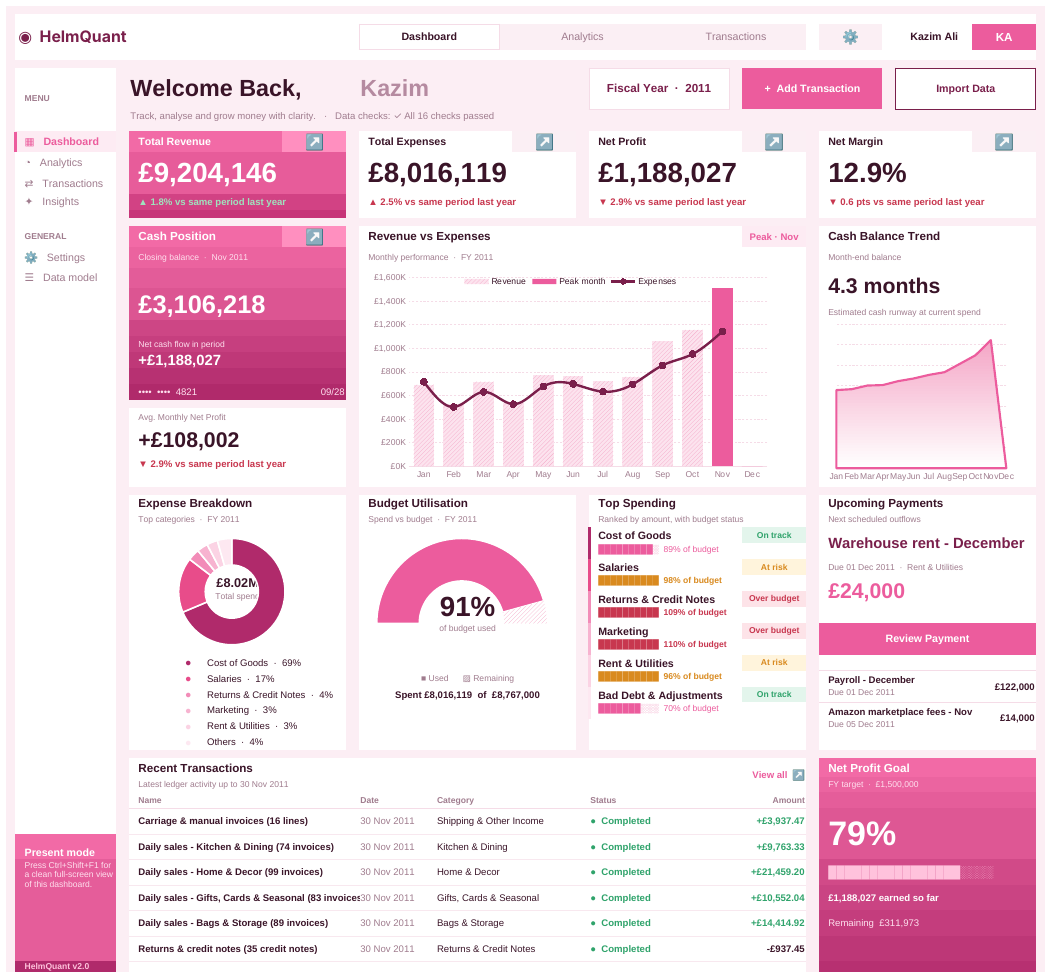 HelmQuant
Dashboard
Analytics
Transactions
Kazim Ali
KA
MENU
Dashboard
Analytics
Transactions
Insights
GENERAL
Settings
Data model
Present mode
Press Ctrl+Shift+F1 for
a clean full-screen view
of this dashboard.
HelmQuant v2.0
Welcome Back, Kazim
Track, analyse and grow money with clarity. · Data checks: ✓ All 16 checks passed
Fiscal Year · 2011
+ Add Transaction
Import Data
Total Revenue
£9,204,146
▲ 1.8% vs same period last year
Total Expenses
£8,016,119
▲ 2.5% vs same period last year
Net Profit
£1,188,027
▼ 2.9% vs same period last year
Net Margin
12.9%
▼ 0.6 pts vs same period last year
Cash Position
Closing balance · Nov 2011
£3,106,218
Net cash flow in period
+£1,188,027
•••• •••• 4821 09/28
Avg. Monthly Net Profit
+£108,002
▼ 2.9% vs same period last year
Revenue vs Expenses
Peak · Nov
Monthly performance · FY 2011
Revenue Peak month Expenses
£1,600K
£1,400K
£1,200K
£1,000K
£800K
£600K
£400K
£200K
£0K
Jan Feb Mar Apr May Jun Jul Aug Sep Oct Nov Dec
Cash Balance Trend
Month-end balance
4.3 months
Estimated cash runway at current spend
Jan Feb Mar Apr May Jun Jul Aug Sep Oct Nov Dec
Expense Breakdown
Top categories · FY 2011
£8.02M
Total spend
Cost of Goods · 69%
Salaries · 17%
Returns & Credit Notes · 4%
Marketing · 3%
Rent & Utilities · 3%
Others · 4%
Budget Utilisation
Spend vs budget · FY 2011
91%
of budget used
Used Remaining
Spent £8,016,119 of £8,767,000
Top Spending
Ranked by amount, with budget status
Cost of Goods On track
89% of budget
Salaries At risk
98% of budget
Returns & Credit Notes Over budget
109% of budget
Marketing Over budget
110% of budget
Rent & Utilities At risk
96% of budget
Bad Debt & Adjustments On track
70% of budget
Upcoming Payments
Next scheduled outflows
Warehouse rent - December
Due 01 Dec 2011 · Rent & Utilities
£24,000
Review Payment
Payroll - December
Due 01 Dec 2011
£122,000
Amazon marketplace fees - Nov
Due 05 Dec 2011
£14,000
Recent Transactions
View all
Latest ledger activity up to 30 Nov 2011
Name Date Category Status Amount
Carriage & manual invoices (16 lines) 30 Nov 2011 Shipping & Other Income ● Completed +£3,937.47
Daily sales - Kitchen & Dining (74 invoices) 30 Nov 2011 Kitchen & Dining ● Completed +£9,763.33
Daily sales - Home & Decor (99 invoices) 30 Nov 2011 Home & Decor ● Completed +£21,459.20
Daily sales - Gifts, Cards & Seasonal (83 invoices 30 Nov 2011 Gifts, Cards & Seasonal ● Completed +£10,552.04
Daily sales - Bags & Storage (89 invoices) 30 Nov 2011 Bags & Storage ● Completed +£14,414.92
Returns & credit notes (35 credit notes) 30 Nov 2011 Returns & Credit Notes ● Completed -£937.45
Net Profit Goal
FY target · £1,500,000
79%
£1,188,027 earned so far
Remaining £311,973